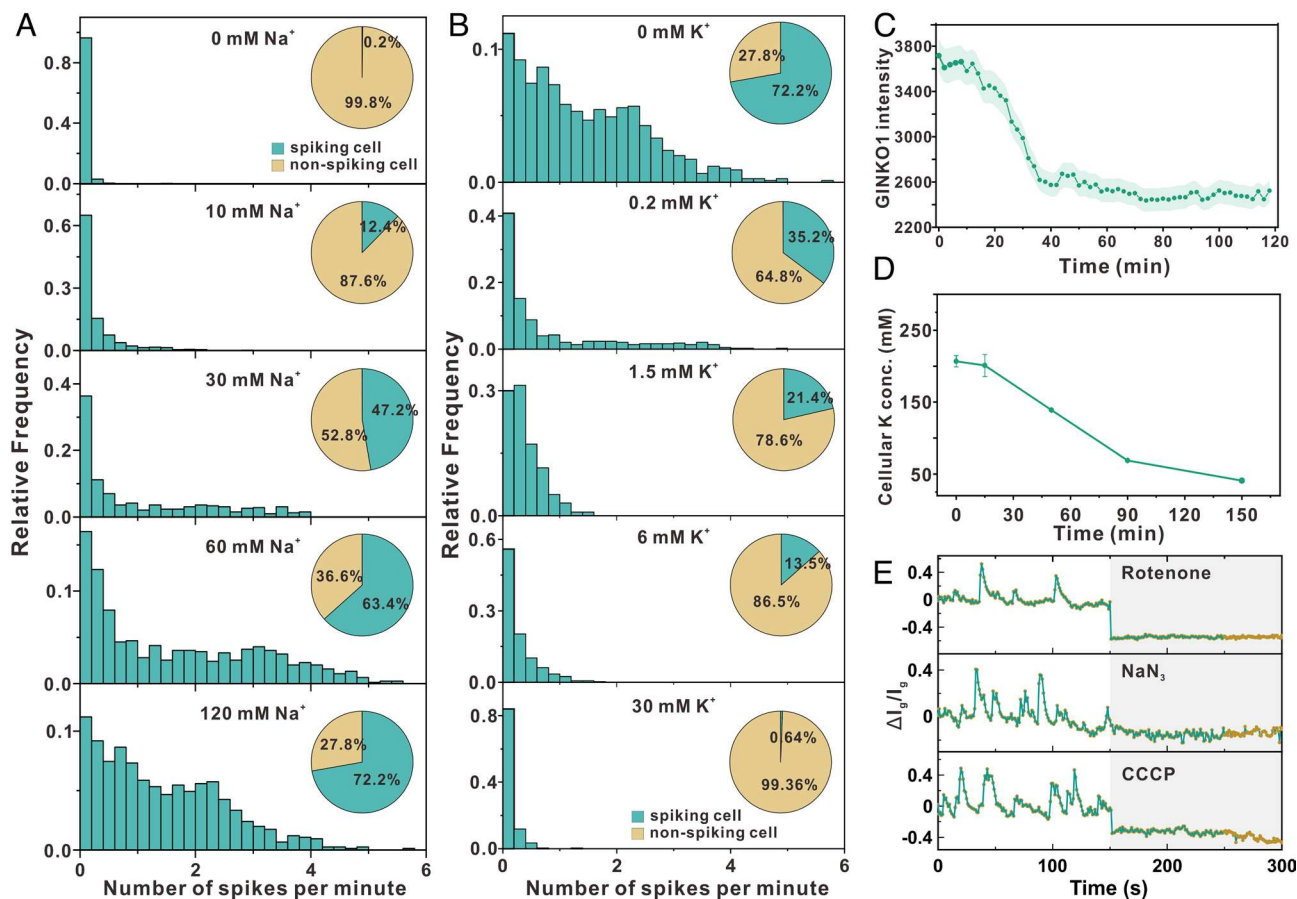 A
0 mM Na⁺
0.2%
99.8%
spiking cell
non-spiking cell
0.8
0.4
0.0
10 mM Na⁺
12.4%
87.6%
0.6
0.3
0.0
30 mM Na⁺
47.2%
52.8%
0.4
0.2
0.0
60 mM Na⁺
36.6%
63.4%
0.1
0.0
120 mM Na⁺
27.8%
72.2%
0.1
0.0
0 2 4 6
Relative Frequency
Number of spikes per minute
B
0 mM K⁺
27.8%
72.2%
0.1
0.0
0.2 mM K⁺
35.2%
64.8%
0.4
0.2
0.0
1.5 mM K⁺
21.4%
78.6%
0.3
0.0
6 mM K⁺
13.5%
86.5%
0.6
0.3
0.0
30 mM K⁺
0.64%
99.36%
spiking cell
non-spiking cell
0.8
0.4
0.0
0 2 4 6
Relative Frequency
Number of spikes per minute
C
3800
3400
3000
2600
2200
GINKO1 intensity
0 20 40 60 80 100 120
Time (min)
D
250
150
50
Cellular K conc. (mM)
0 30 60 90 120 150
Time (min)
E
Rotenone
0.4
0
-0.4
NaN₃
0.4
0
CCCP
0.4
0
-0.4
ΔI_g/I_g
0 100 200 300
Time (s)